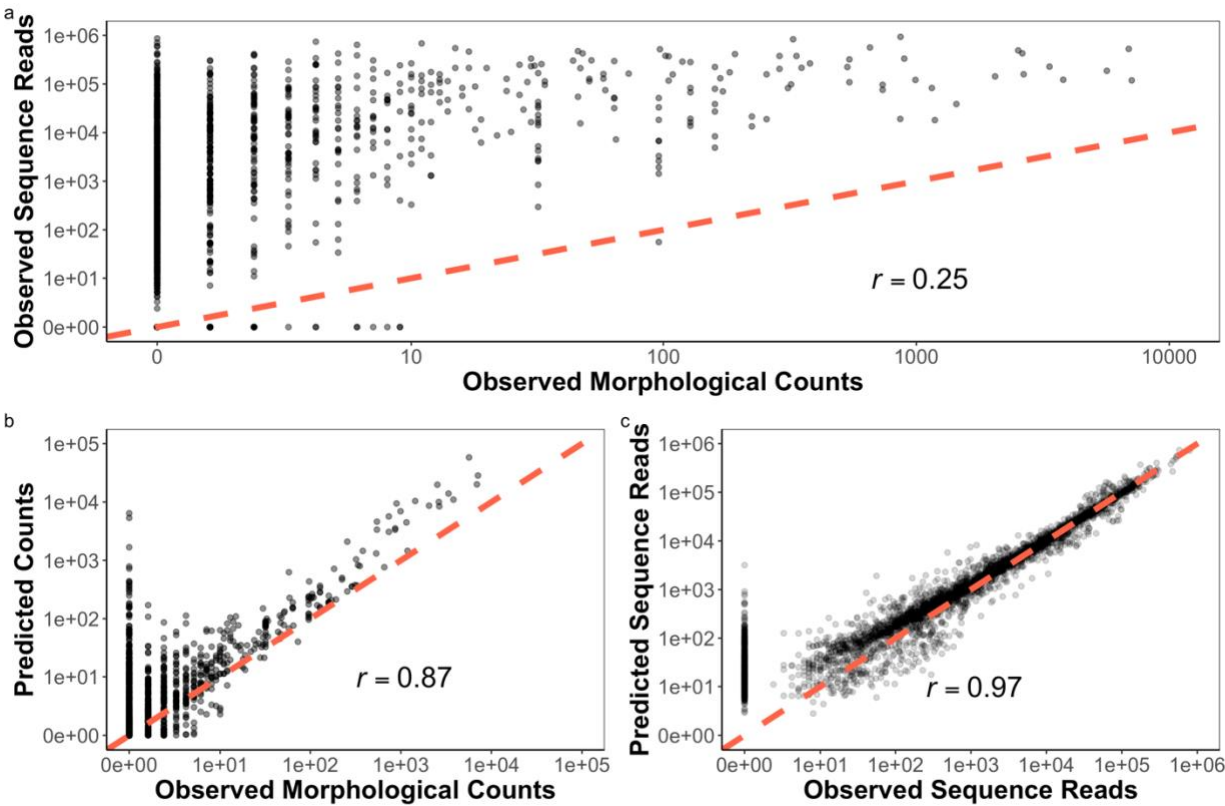 a
Observed Sequence Reads
1e+06
1e+05
1e+04
1e+03
1e+02
1e+01
0e+00
r = 0.25
0
10
100
1000
10000
Observed Morphological Counts
b
Predicted Counts
1e+05
1e+04
1e+03
1e+02
1e+01
0e+00
r = 0.87
0e+00
1e+01
1e+02
1e+03
1e+04
1e+05
Observed Morphological Counts
c
Predicted Sequence Reads
1e+06
1e+05
1e+04
1e+03
1e+02
1e+01
0e+00
r = 0.97
0e+00
1e+01
1e+02
1e+03
1e+04
1e+05
1e+06
Observed Sequence Reads